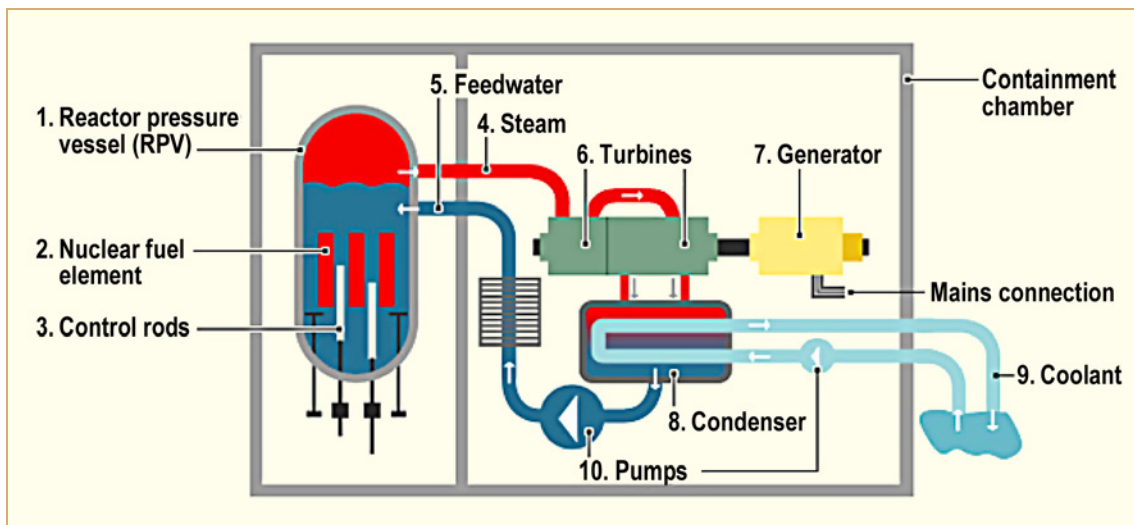 5. Feedwater
Containment
chamber
1. Reactor pressure
vessel (RPV)
4. Steam
6. Turbines
7. Generator
2. Nuclear fuel
element
Mains connection
3. Control rods
9. Coolant
8. Condenser
10. Pumps